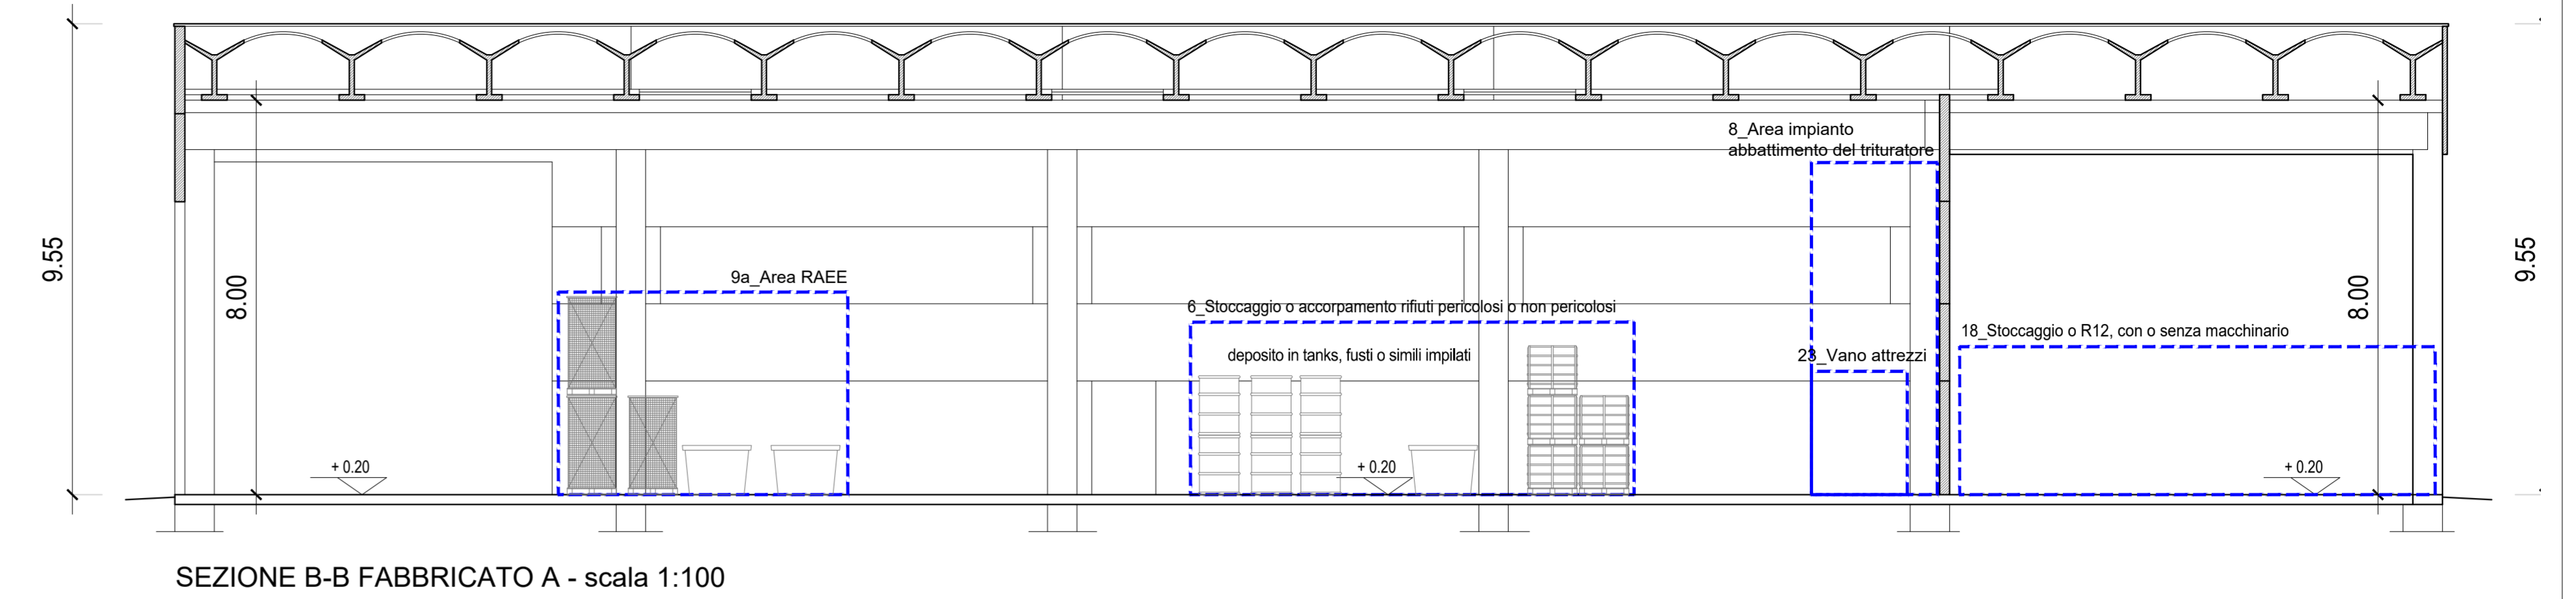 8_Area impianto
abbattimento del trituratore
9.55
8.00
9a_Area RAEE
6_Stoccaggio o accorpamento rifiuti pericolosi o non pericolosi
deposito in tanks, fusti o simili impilati
23_Vano attrezzi
18_Stoccaggio o R12, con o senza macchinario
8.00
9.55
+ 0.20
+ 0.20
+ 0.20
SEZIONE B-B FABBRICATO A - scala 1:100